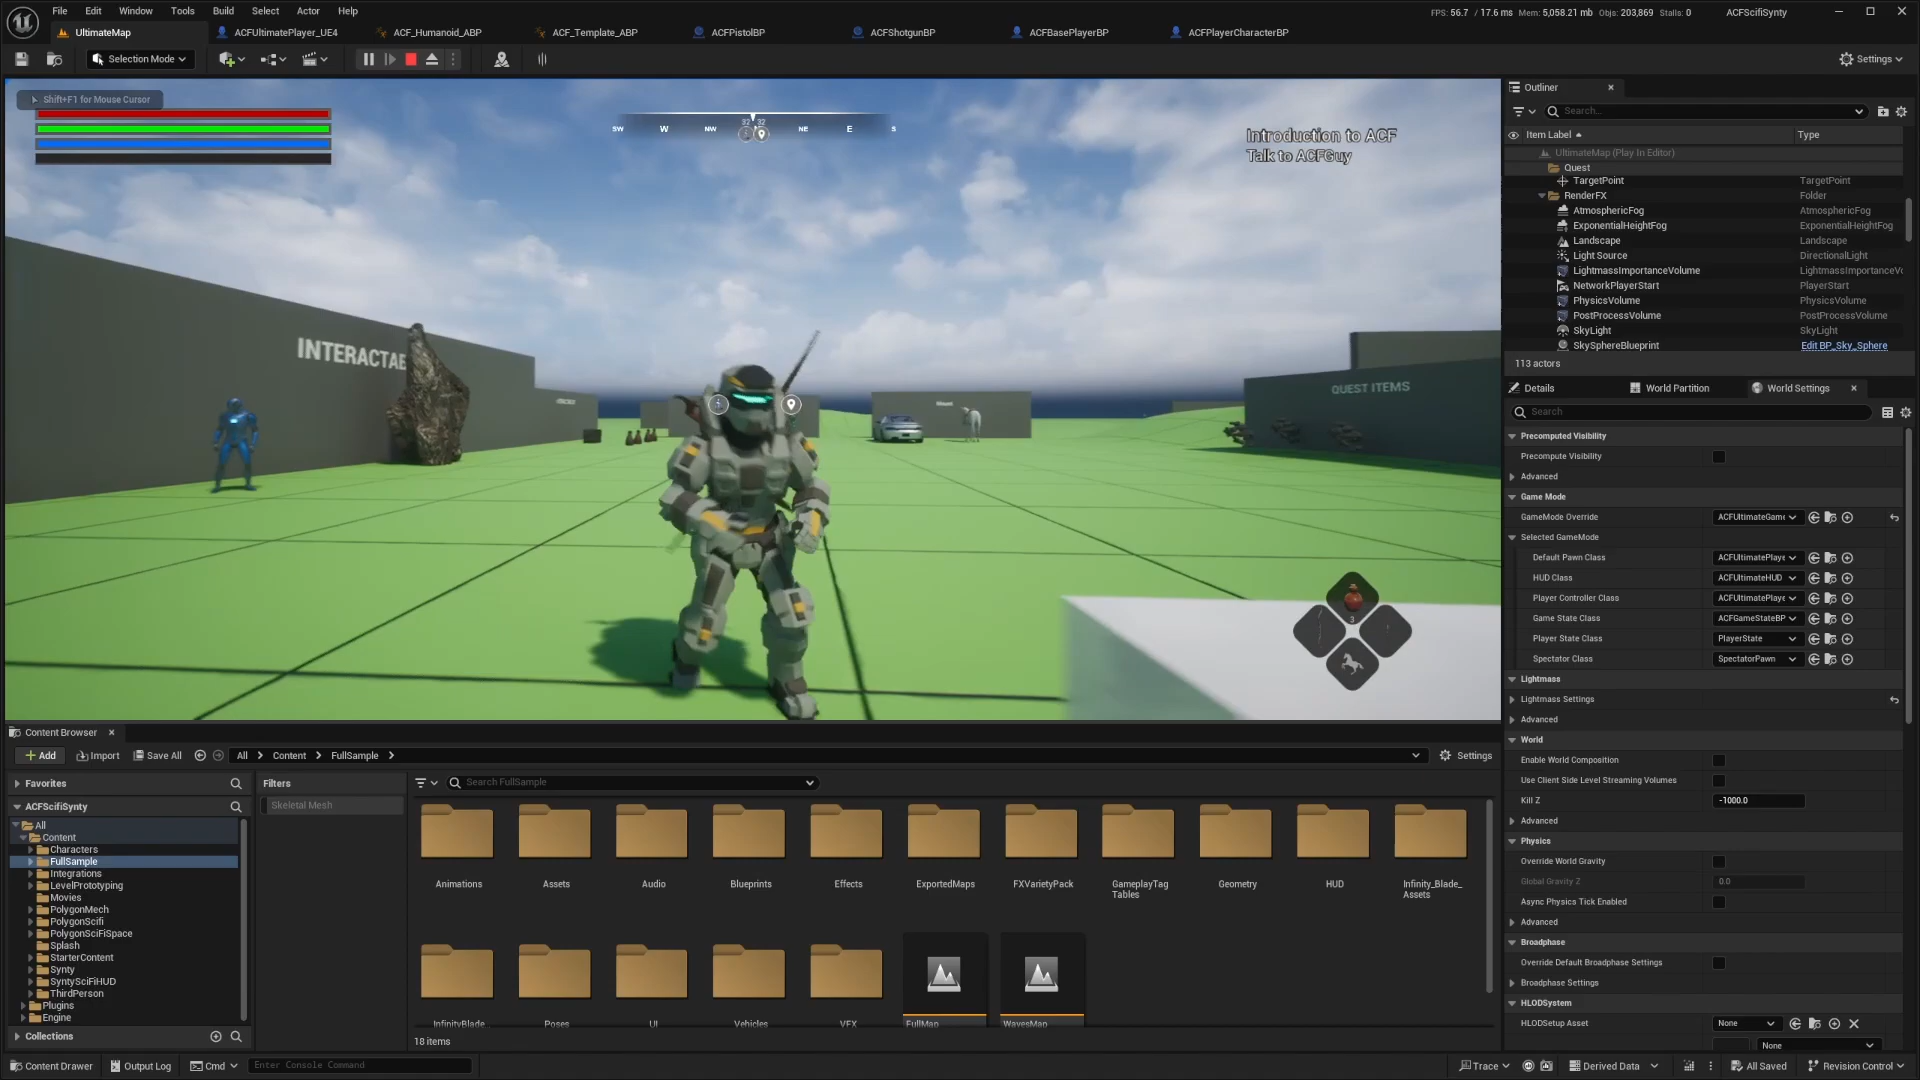 File Edit Window Tools Build Select Actor Help
FPS: 56.7 / 17.6 ms Mem: 5,058.21 mb Objs: 203,869 Stalls: 0
ACFScifiSynty
UltimateMap
ACFUltimatePlayer_UE4
ACF_Humanoid_ABP
ACF_Template_ABP
ACFPistolBP
ACFShotgunBP
ACFBasePlayerBP
ACFPlayerCharacterBP
Selection Mode
Settings
Shift+F1 for Mouse Cursor
SW W NW NE E S
32 32
Introduction to ACF
Talk to ACFGuy
INTERACTAB
Mount
QUEST ITEMS
3
Outliner
Search...
Item Label Type
UltimateMap (Play In Editor)
Quest
TargetPoint TargetPoint
RenderFX Folder
AtmosphericFog AtmosphericFog
ExponentialHeightFog ExponentialHeightFog
Landscape Landscape
Light Source DirectionalLight
LightmassImportanceVolume LightmassImportanceVo
NetworkPlayerStart PlayerStart
PhysicsVolume PhysicsVolume
PostProcessVolume PostProcessVolume
SkyLight SkyLight
SkySphereBlueprint Edit BP_Sky_Sphere
113 actors
Details World Partition World Settings
Search
Precomputed Visibility
Precompute Visibility
Advanced
Game Mode
GameMode Override ACFUltimateGame
Selected GameMode
Default Pawn Class ACFUltimatePlaye
HUD Class ACFUltimateHUD
Player Controller Class ACFUltimatePlaye
Game State Class ACFGameStateBP
Player State Class PlayerState
Spectator Class SpectatorPawn
Lightmass
Lightmass Settings
Advanced
World
Enable World Composition
Use Client Side Level Streaming Volumes
Kill Z -1000.0
Advanced
Physics
Override World Gravity
Global Gravity Z 0.0
Async Physics Tick Enabled
Advanced
Broadphase
Override Default Broadphase Settings
Broadphase Settings
HLODSystem
HLODSetup Asset None
None
Content Browser
Add Import Save All All Content FullSample Settings
Favorites
ACFScifiSynty
All
Content
Characters
FullSample
Integrations
LevelPrototyping
Movies
PolygonMech
PolygonScifi
PolygonSciFiSpace
Splash
StarterContent
Synty
SyntySciFiHUD
ThirdPerson
Plugins
Engine
Collections
Filters
Skeletal Mesh
Search FullSample
Animations Assets Audio Blueprints Effects ExportedMaps FXVarietyPack GameplayTag Geometry HUD Infinity_Blade_
Tables Assets
InfinityBlade_ Poses UI Vehicles VFX FullMap WavesMap
18 items
Content Drawer Output Log Cmd Enter Console Command
Trace Derived Data All Saved Revision Control